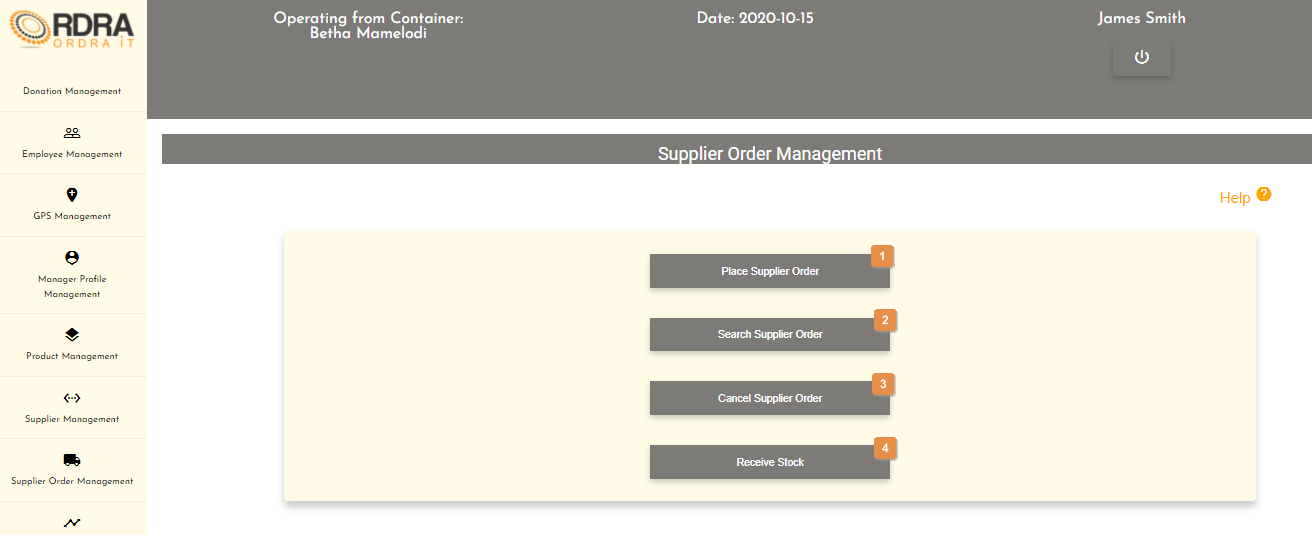 RDRA
ORDRA IT
Operating from Container:
Betha Mamelodi
Date: 2020-10-15
James Smith
Donation Management
Employee Management
GPS Management
Manager Profile
Management
Product Management
Supplier Management
Supplier Order Management
Supplier Order Management
Help ?
1
Place Supplier Order
2
Search Supplier Order
3
Cancel Supplier Order
4
Receive Stock